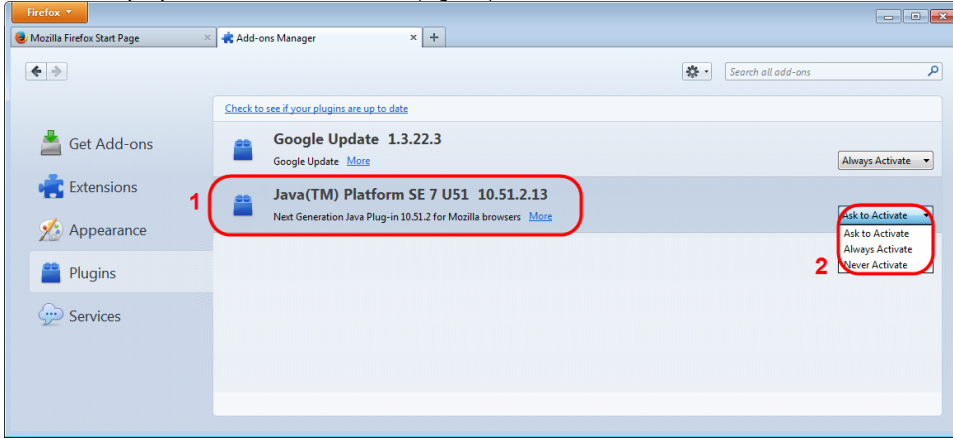 Firefox
Mozilla Firefox Start Page
Add-ons Manager
Search all add-ons
Check to see if your plugins are up to date
Get Add-ons
Extensions
Appearance
Plugins
Services
Google Update 1.3.22.3
Google Update More
Always Activate
1
Java(TM) Platform SE 7 U51 10.51.2.13
Next Generation Java Plug-in 10.51.2 for Mozilla browsers More
Ask to Activate
Ask to Activate
Always Activate
Never Activate
2